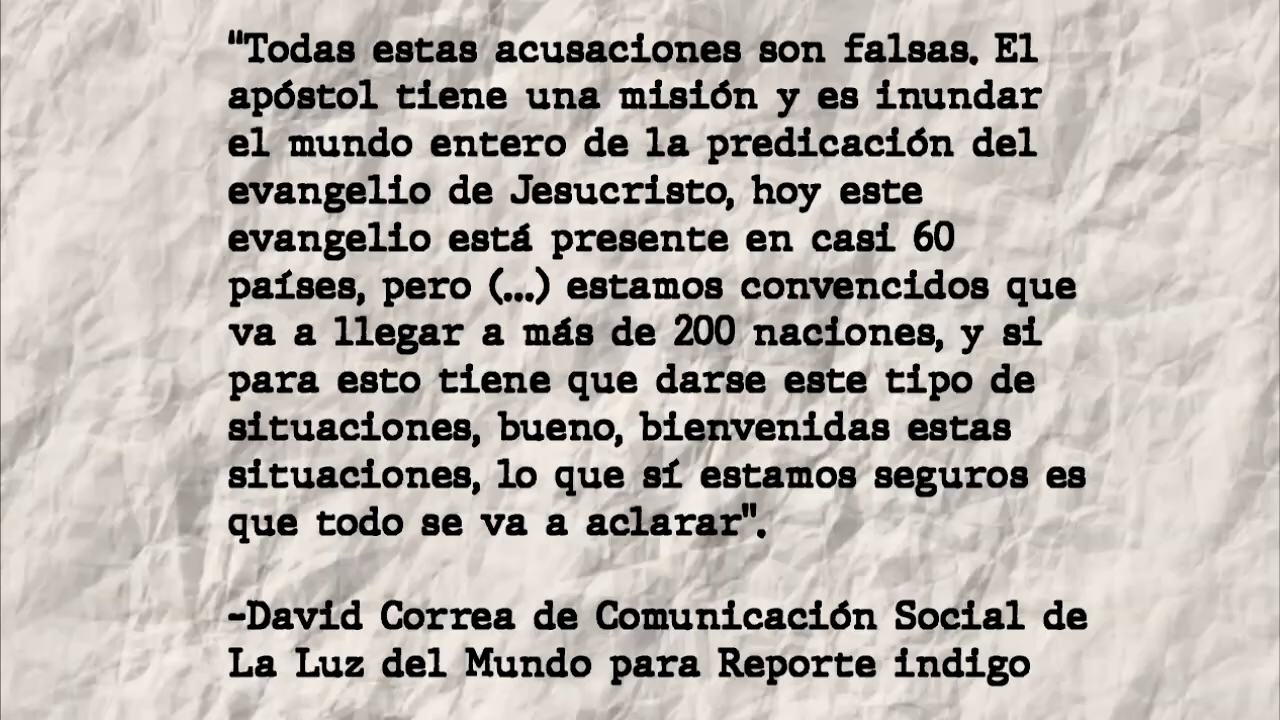 "Todas estas acusaciones son falsas. El
apóstol tiene una misión y es inundar
el mundo entero de la predicación del
evangelio de Jesucristo, hoy este
evangelio está presente en casi 60
países, pero (...) estamos convencidos que
va a llegar a más de 200 naciones, y si
para esto tiene que darse este tipo de
situaciones, bueno, bienvenidas estas
situaciones, lo que sí estamos seguros es
que todo se va a aclarar".
-David Correa de Comunicación Social de
La Luz del Mundo para Reporte indigo